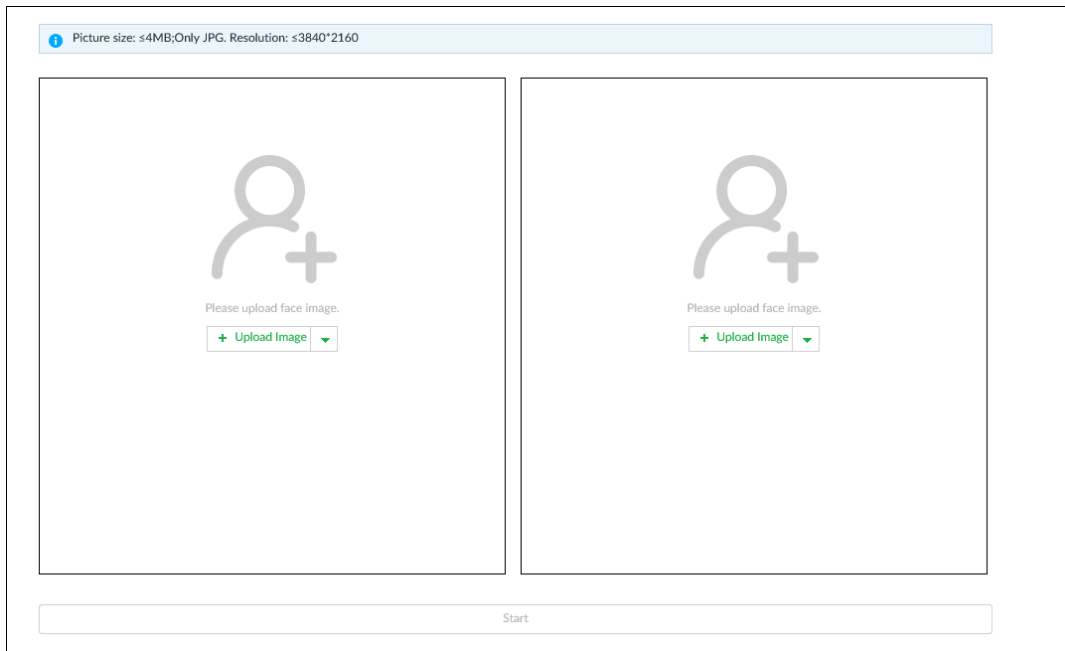 Picture size: ≤4MB;Only JPG. Resolution: ≤3840*2160
Please upload face image.
+ Upload Image
Please upload face image.
+ Upload Image
Start